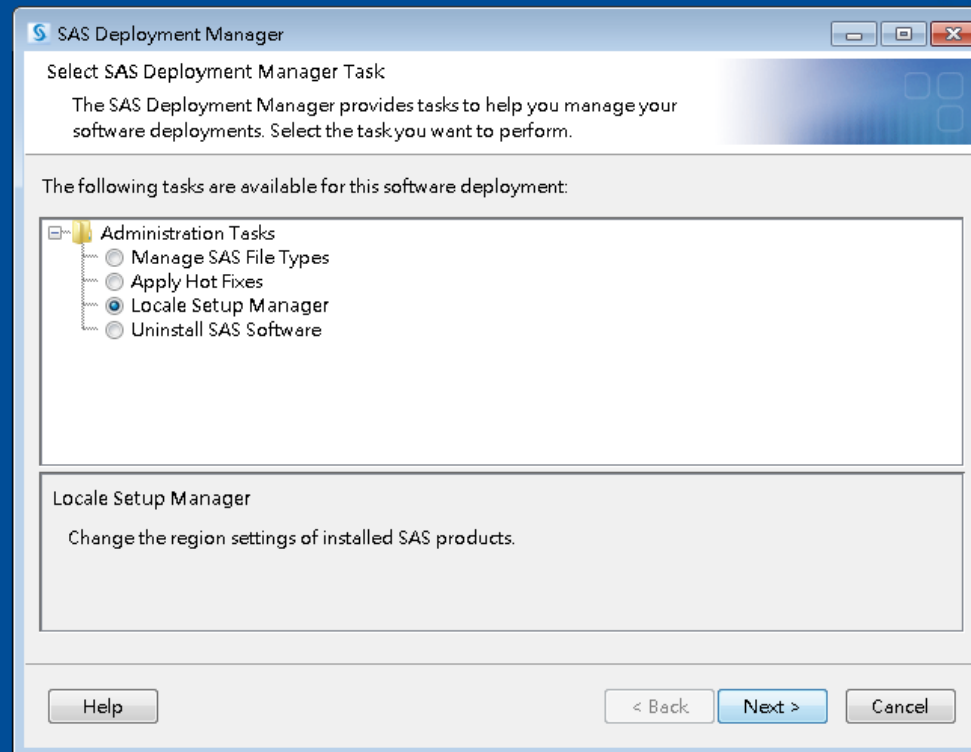 SAS Deployment Manager
Select SAS Deployment Manager Task
The SAS Deployment Manager provides tasks to help you manage your
software deployments. Select the task you want to perform.
The following tasks are available for this software deployment:
Administration Tasks
Manage SAS File Types
Apply Hot Fixes
Locale Setup Manager
Uninstall SAS Software
Locale Setup Manager
Change the region settings of installed SAS products.
Help
< Back
Next >
Cancel